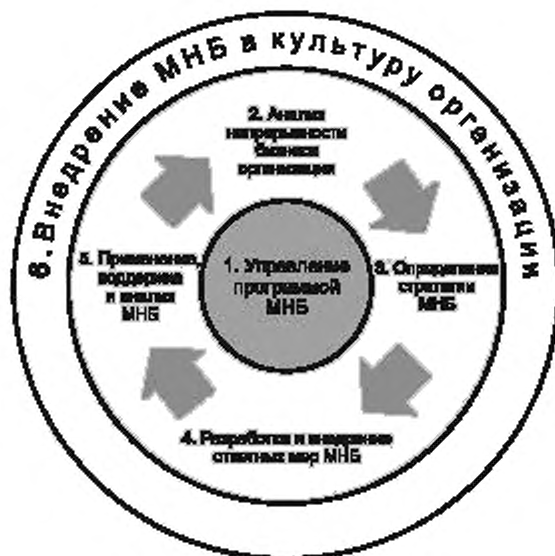 6. Внедрение МНБ в культуру организации
2. Анализ
непрерывности
бизнеса
организации
5. Применение,
поддержка
и анализ
МНБ
1. Управление
программой
МНБ
3. Определение
стратегии
МНБ
4. Разработка и внедрение
ответных мер МНБ